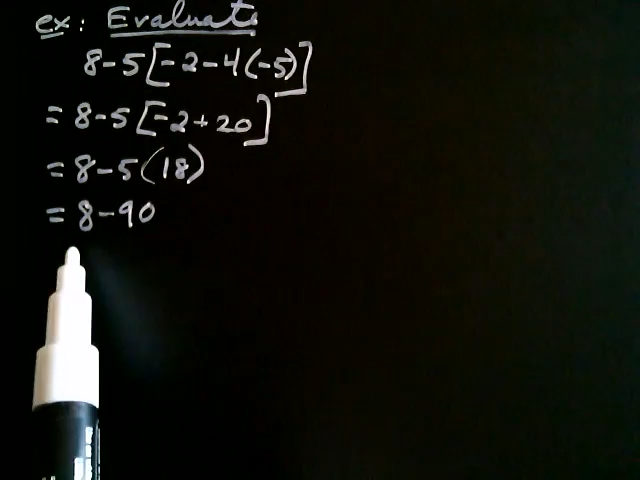 ex: Evaluate
8-5[-2-4(-5)]
= 8-5[-2+20]
= 8-5(18)
= 8-90